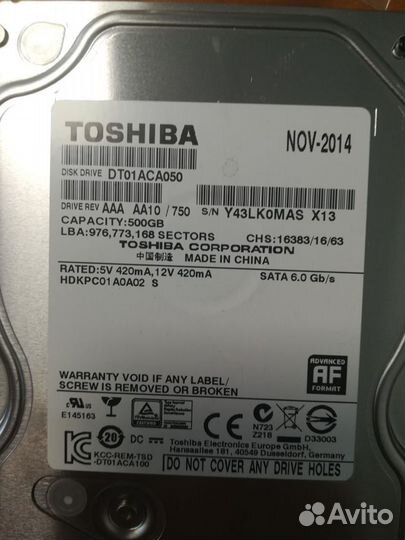 TOSHIBA
NOV-2014
DISK DRIVE DT01ACA050
DRIVE REV AAA AA10 / 750 S/N Y43LK0MAS X13
CAPACITY:500GB
LBA:976,773,168 SECTORS CHS:16383/16/63
TOSHIBA CORPORATION
中国制造 MADE IN CHINA
RATED:5V 420mA,12V 420mA SATA 6.0 Gb/s
HDKPC01A0A02 S
WARRANTY VOID IF ANY LABEL/
SCREW IS REMOVED OR BROKEN
ADVANCED
AF
FORMAT
E145163
N723
Z218
D33003
20
DC
Toshiba Electronics Europe GmbH
Hansaallee 181, 40549 Duesseldorf, Germany
KCC-REM-TSD
-DT01ACA100
DO NOT COVER ANY DRIVE HOLES
Avito